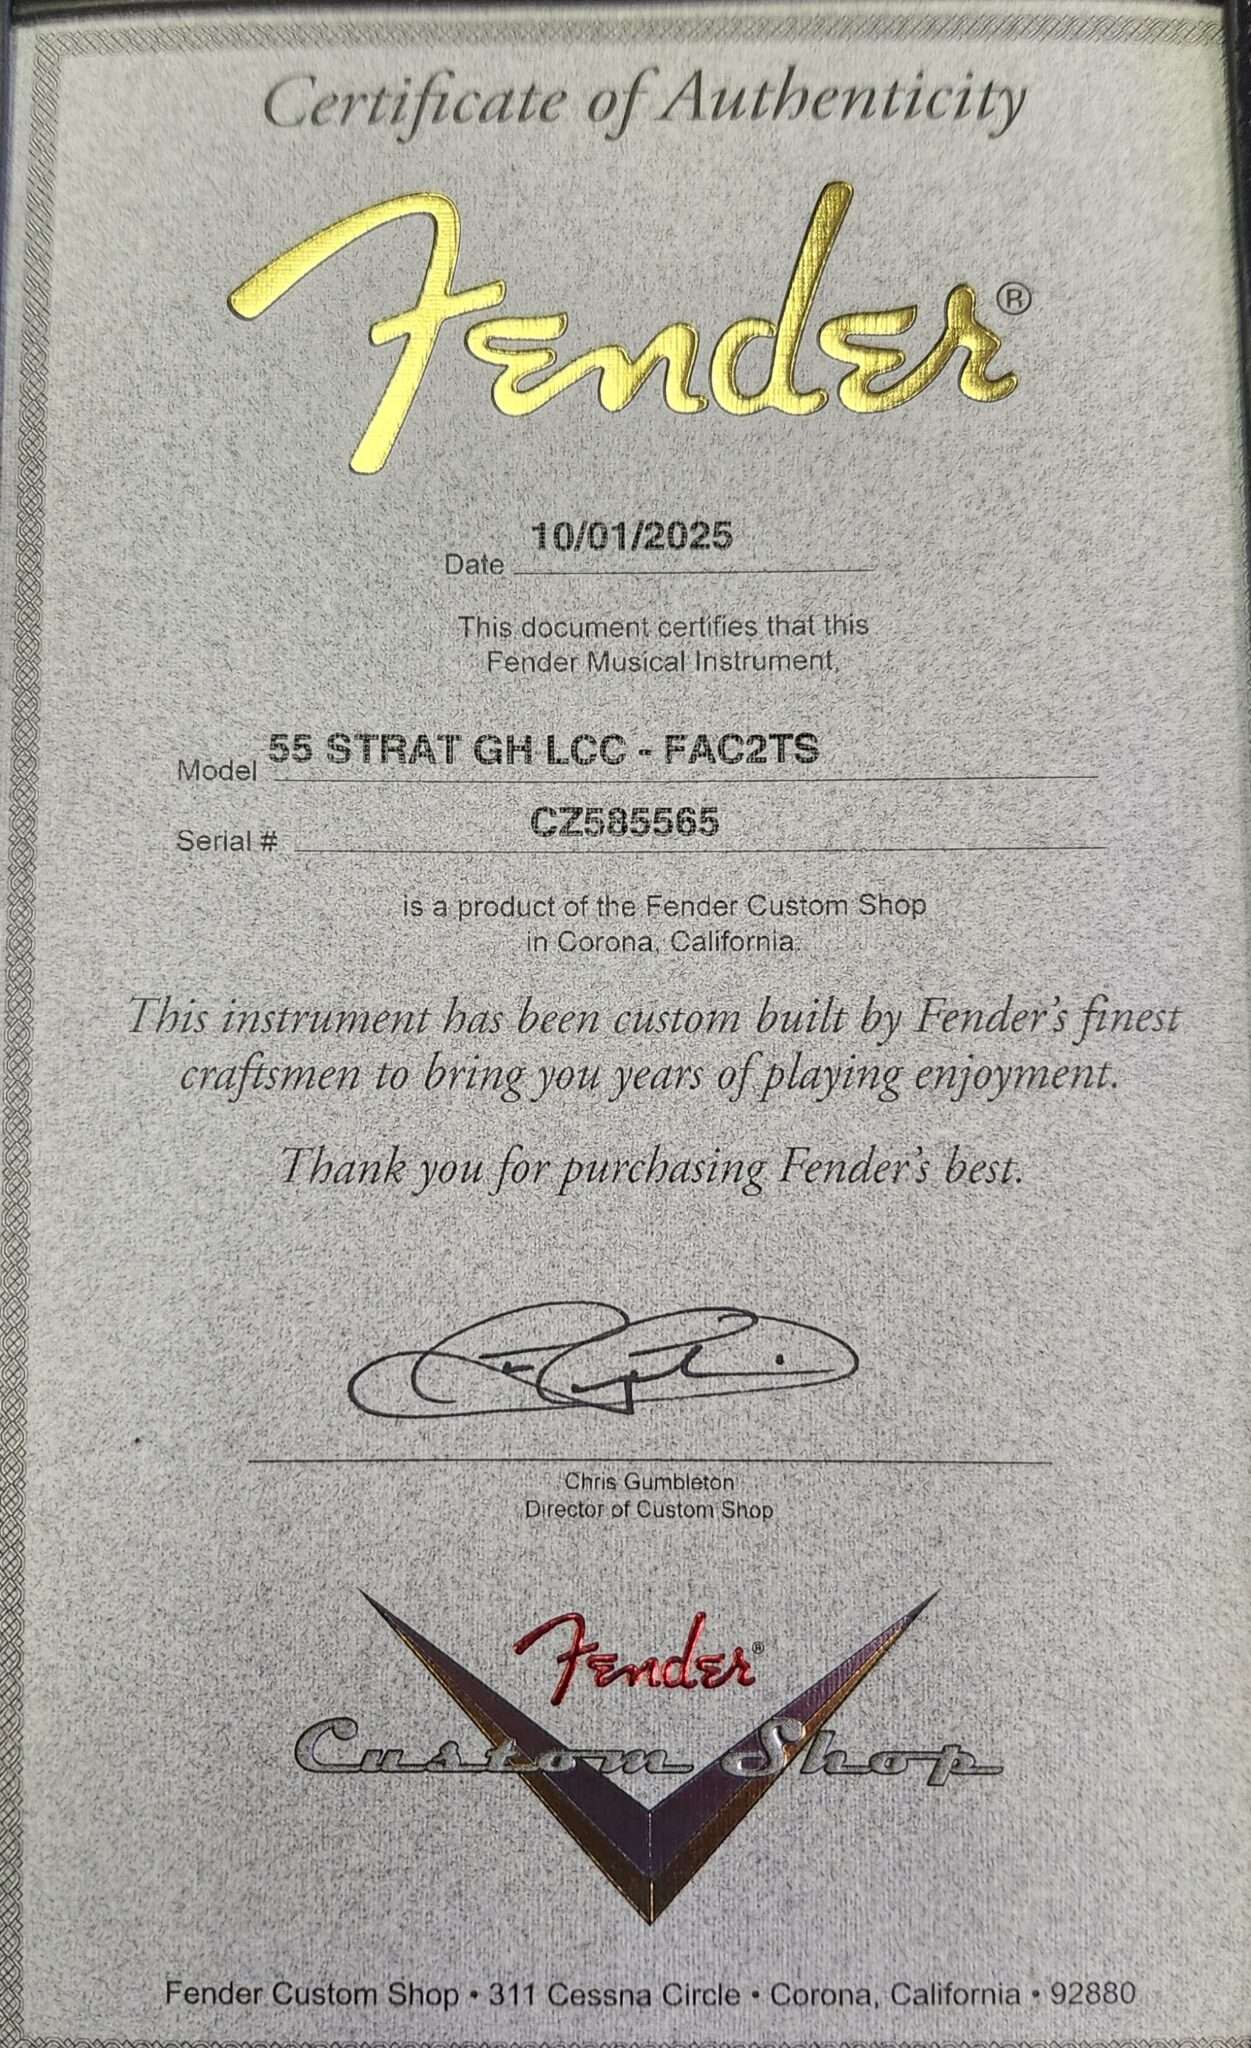 Certificate of Authenticity
Fender®
Date 10/01/2025
This document certifies that this
Fender Musical Instrument,
Model 55 STRAT GH LCC - FAC2TS
Serial # CZ585565
is a product of the Fender Custom Shop
in Corona, California.
This instrument has been custom built by Fender's finest
craftsmen to bring you years of playing enjoyment.
Thank you for purchasing Fender's best.
Chris Gumbleton
Director of Custom Shop
Fender®
Custom Shop
Fender Custom Shop • 311 Cessna Circle • Corona, California • 92880